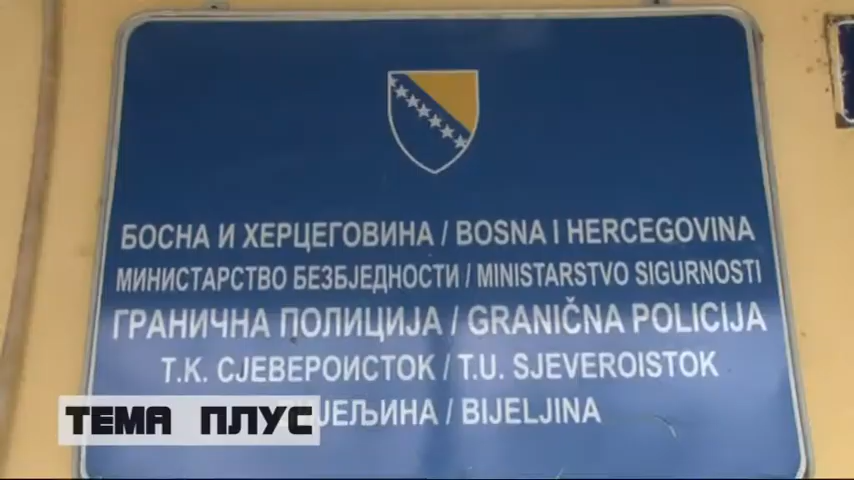 БОСНА И ХЕРЦЕГОВИНА / BOSNA I HERCEGOVINA
МИНИСТАРСТВО БЕЗБЈЕДНОСТИ / MINISTARSTVO SIGURNOSTI
ГРАНИЧНА ПОЛИЦИЈА / GRANIČNA POLICIJA
Т.К. СЈЕВЕРОИСТОК / T.U. SJEVEROISTOK
/ BIJELJINA
ТЕМА ПЛУС